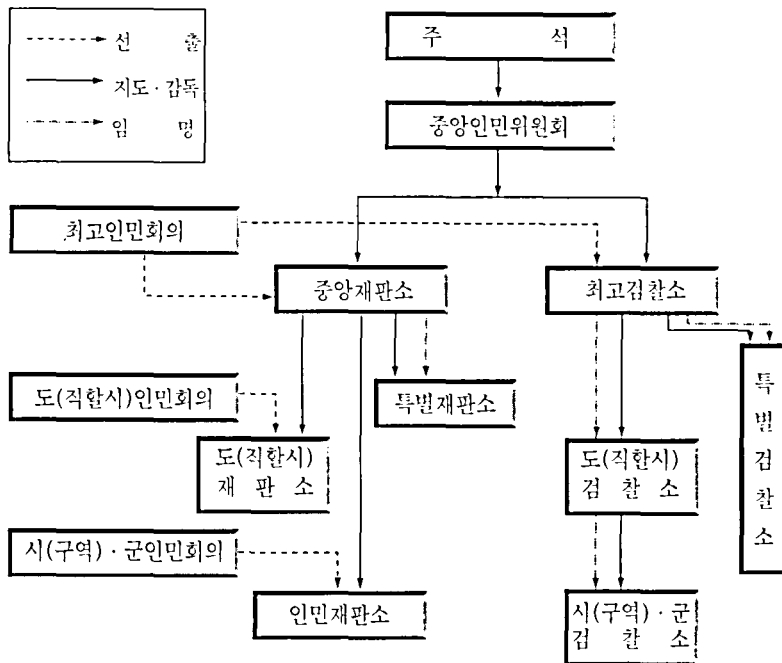 선 출
지도·감독
임 명
주 석
중앙인민위원회
최고인민회의
중앙재판소
최고검찰소
도(직할시)인민회의
특별재판소
특별검찰소
도(직할시)
재 판 소
도(직할시)
검 찰 소
시(구역)·군인민회의
인민재판소
시(구역)·군
검 찰 소